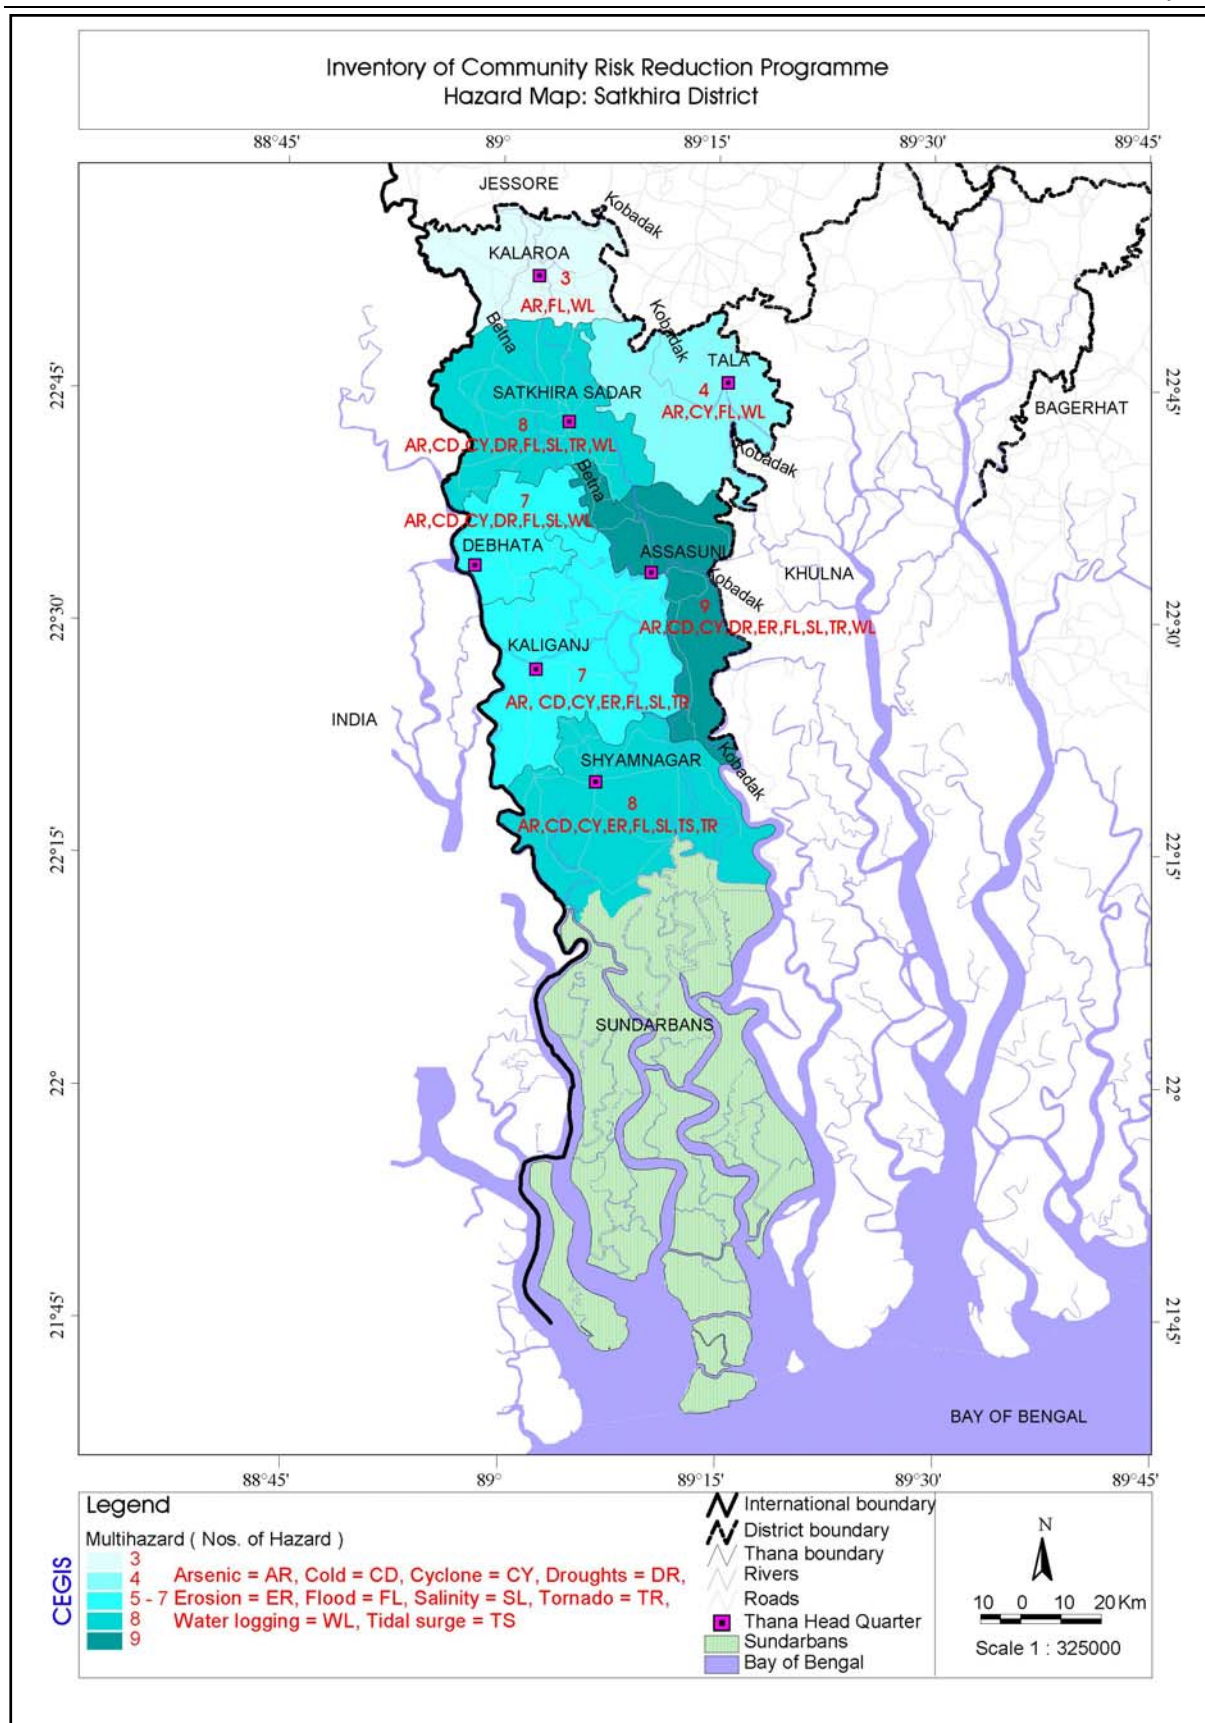 Inventory of Community Risk Reduction Programme
Hazard Map: Satkhira District
88°45' 89° 89°15' 89°30' 89°45'
JESSORE
Kobadak
KALAROA
3
AR,FL,WL
Betna
Kobadak
TALA
22°45'
22°45'
4
AR,CY,FL,WL
SATKHIRA SADAR
BAGERHAT
8
AR,CD,CY,DR,FL,SL,TR,WL
Kobadak
Betna
7
AR,CD,CY,DR,FL,SL,WL
DEBHATA
ASSASUNI
KHULNA
Kobadak
22°30'
22°30'
9
AR,CD,CY,DR,ER,FL,SL,TR,WL
KALIGANJ
7
AR, CD,CY,ER,FL,SL,TR
INDIA
SHYAMNAGAR
Kobadak
8
AR,CD,CY,ER,FL,SL,TS,TR
22°15'
22°15'
SUNDARBANS
22°
22°
21°45'
21°45'
BAY OF BENGAL
88°45' 89° 89°15' 89°30' 89°45'
CEGIS
Legend
Multihazard ( Nos. of Hazard )
3
4
5 - 7
8
9
Arsenic = AR, Cold = CD, Cyclone = CY, Droughts = DR,
Erosion = ER, Flood = FL, Salinity = SL, Tornado = TR,
Water logging = WL, Tidal surge = TS
International boundary
District boundary
Thana boundary
Rivers
Roads
Thana Head Quarter
Sundarbans
Bay of Bengal
N
10 0 10 20 Km
Scale 1 : 325000